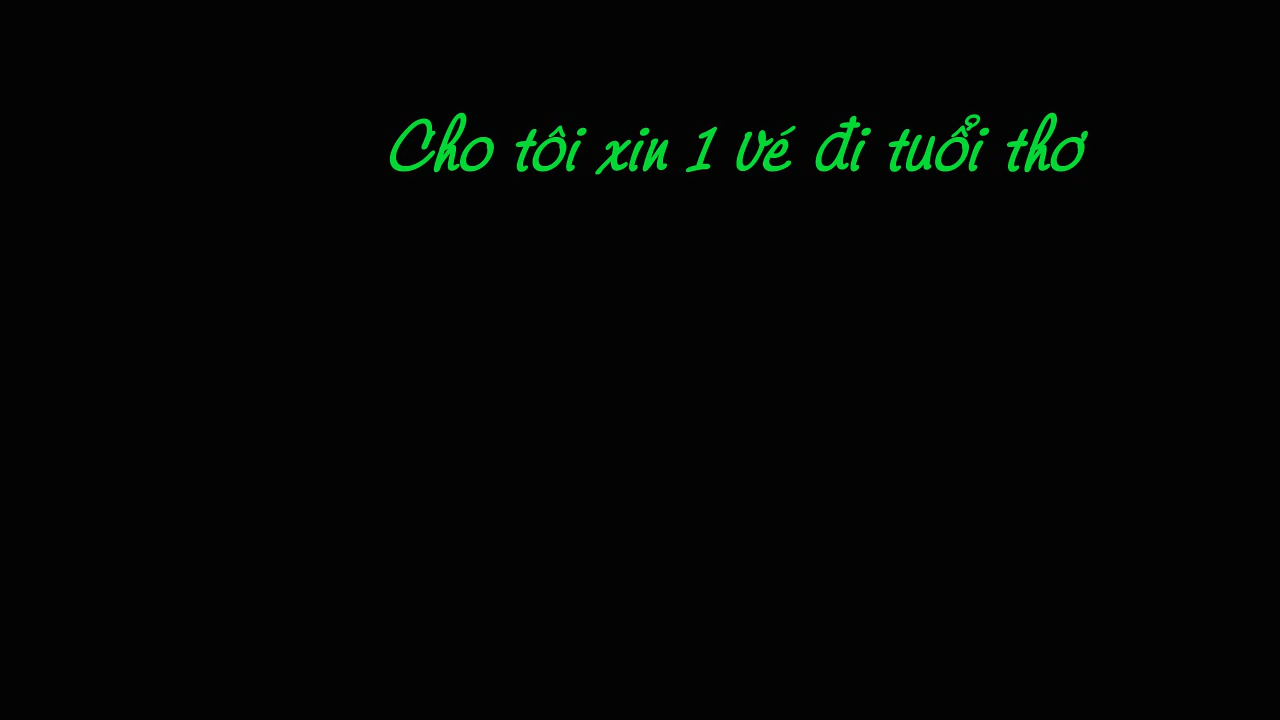 Cho tôi xin 1 vé đi tuổi thơ